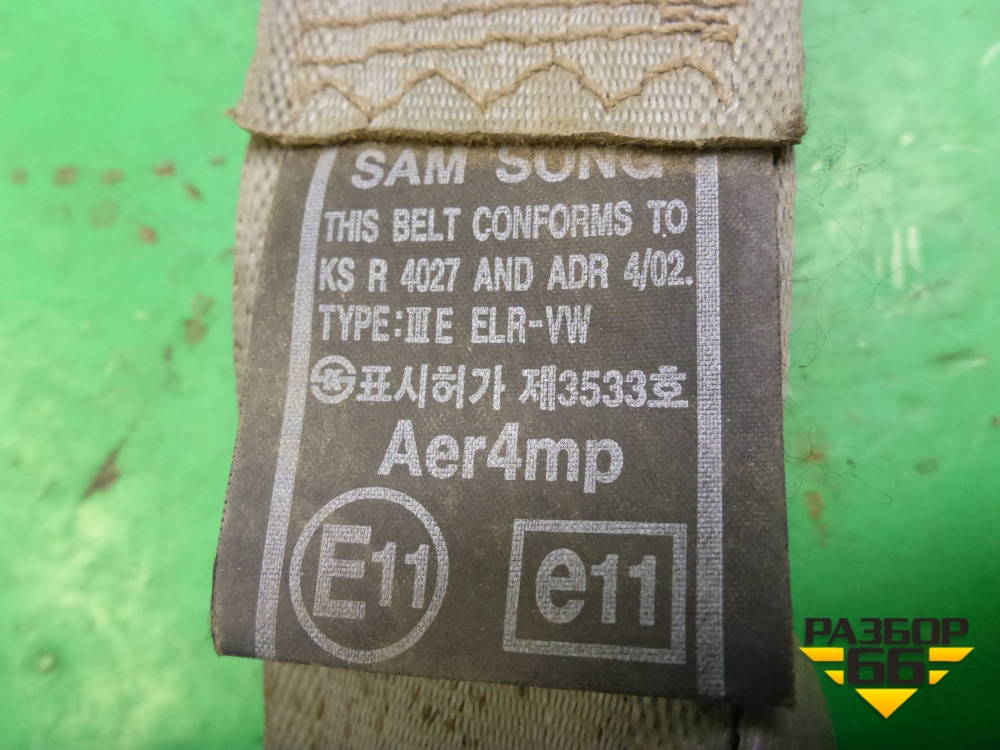 SAM SUNG
THIS BELT CONFORMS TO
KS R 4027 AND ADR 4/02.
TYPE:ⅢE ELR-VW
표시허가 제3533호
Aer4mp
E11
e11
РАЗБОР
66